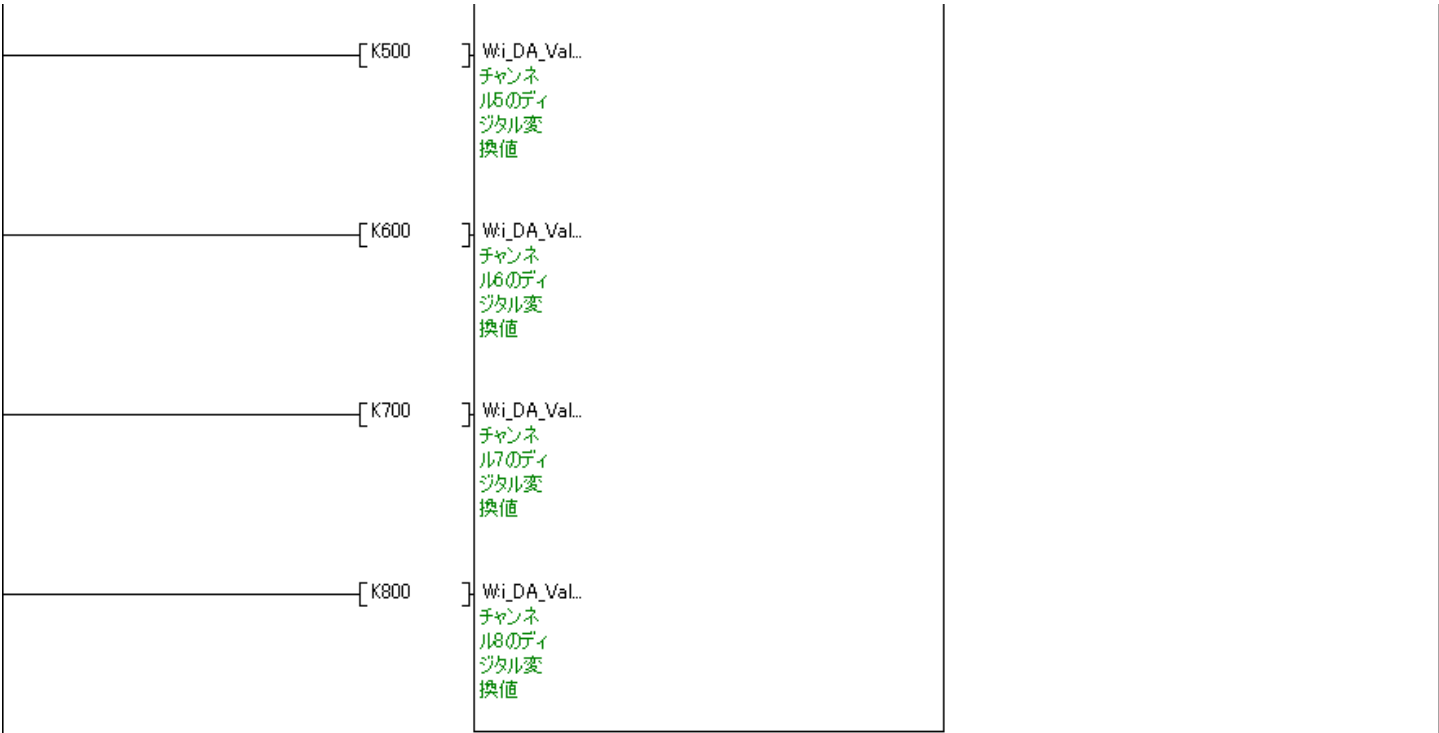 [ K500 ] W:i_DA_Val...
チャンネ
ル5のディ
ジタル変
換値
[ K600 ] W:i_DA_Val...
チャンネ
ル6のディ
ジタル変
換値
[ K700 ] W:i_DA_Val...
チャンネ
ル7のディ
ジタル変
換値
[ K800 ] W:i_DA_Val...
チャンネ
ル8のディ
ジタル変
換値